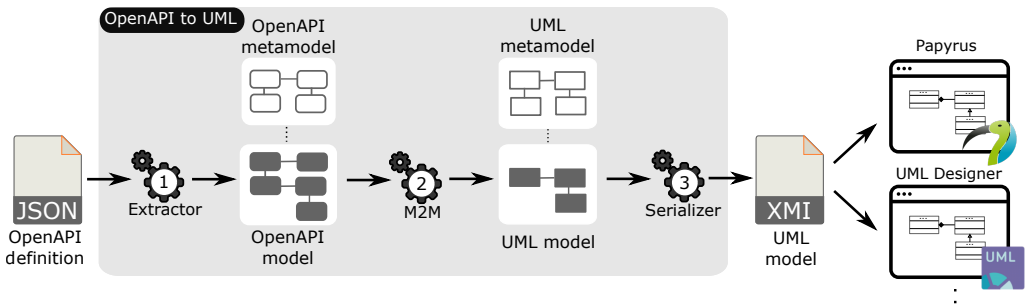 OpenAPI to UML
OpenAPI
metamodel
UML
metamodel
Papyrus
JSON
OpenAPI
definition
1
Extractor
OpenAPI
model
2
M2M
UML model
3
Serializer
XMI
UML
model
UML Designer
UML